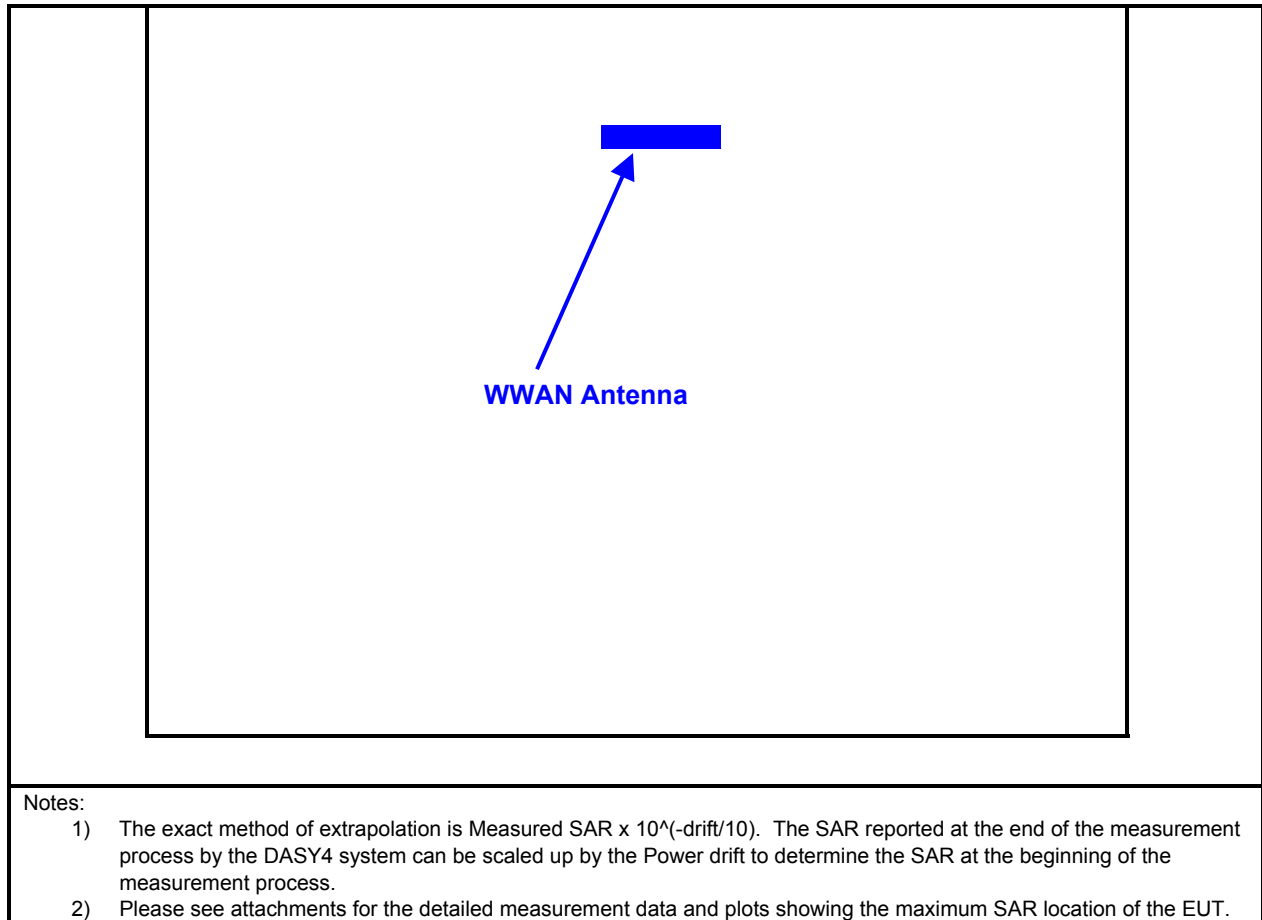 WWAN Antenna
Notes:
1) The exact method of extrapolation is Measured SAR x 10^(-drift/10). The SAR reported at the end of the measurement
process by the DASY4 system can be scaled up by the Power drift to determine the SAR at the beginning of the
measurement process.
2) Please see attachments for the detailed measurement data and plots showing the maximum SAR location of the EUT.